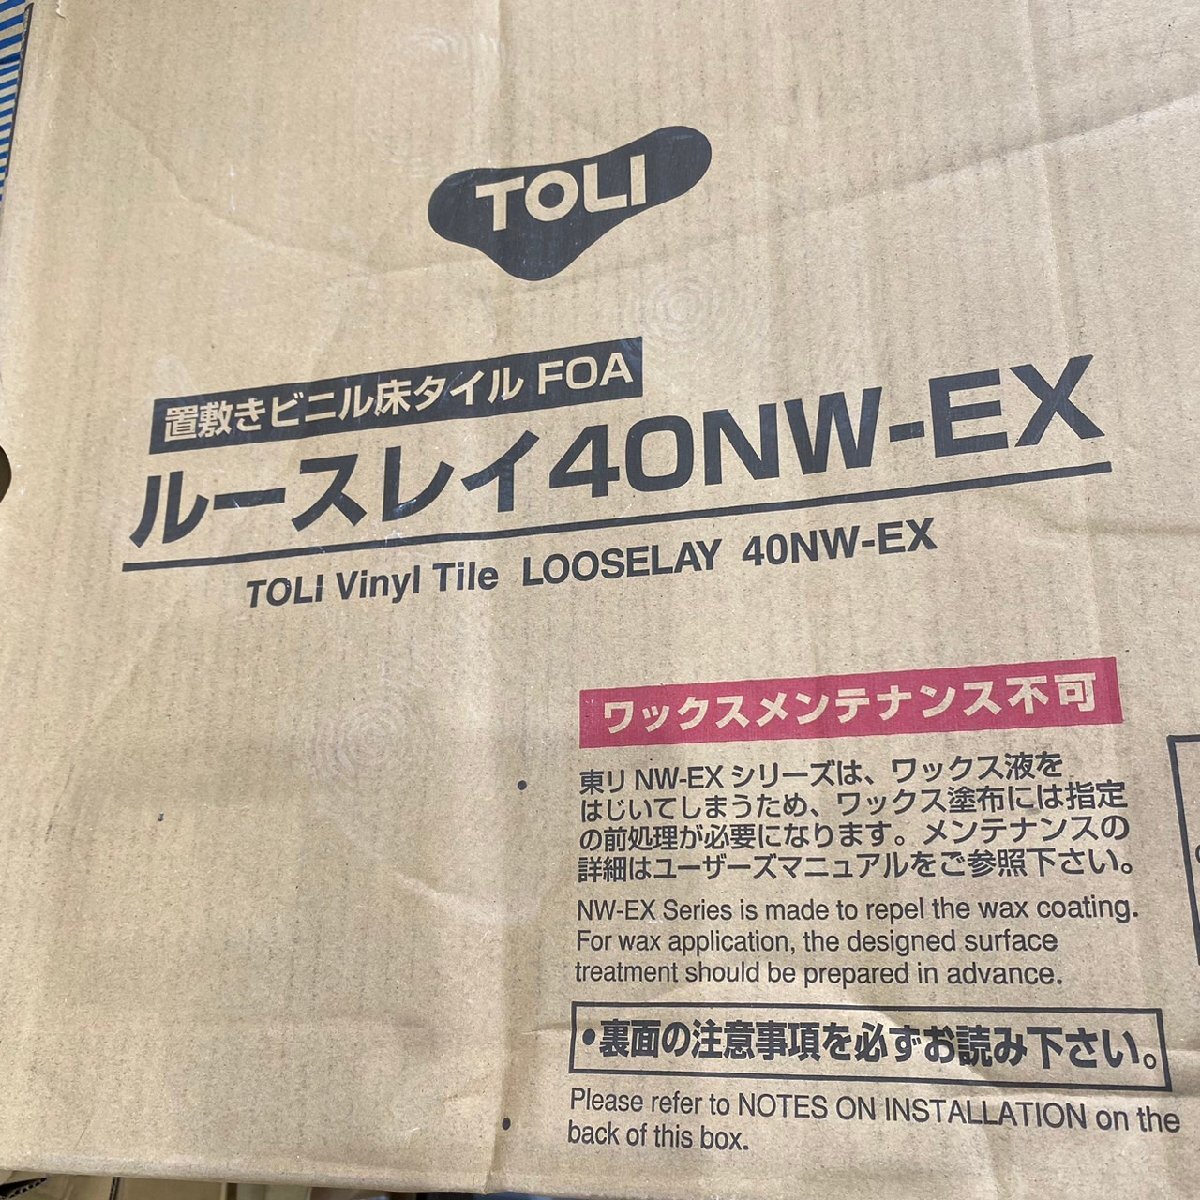 TOLI
置敷きビニル床タイル FOA
ルースレイ40NW-EX
TOLI Vinyl Tile LOOSELAY 40NW-EX
ワックスメンテナンス不可
東リ NW-EX シリーズは、ワックス液を
はじいてしまうため、ワックス塗布には指定
の前処理が必要になります。メンテナンスの
詳細はユーザーズマニュアルをご参照下さい。
NW-EX Series is made to repel the wax coating.
For wax application, the designed surface
treatment should be prepared in advance.
•裏面の注意事項を必ずお読み下さい。
Please refer to NOTES ON INSTALLATION on the
back of this box.